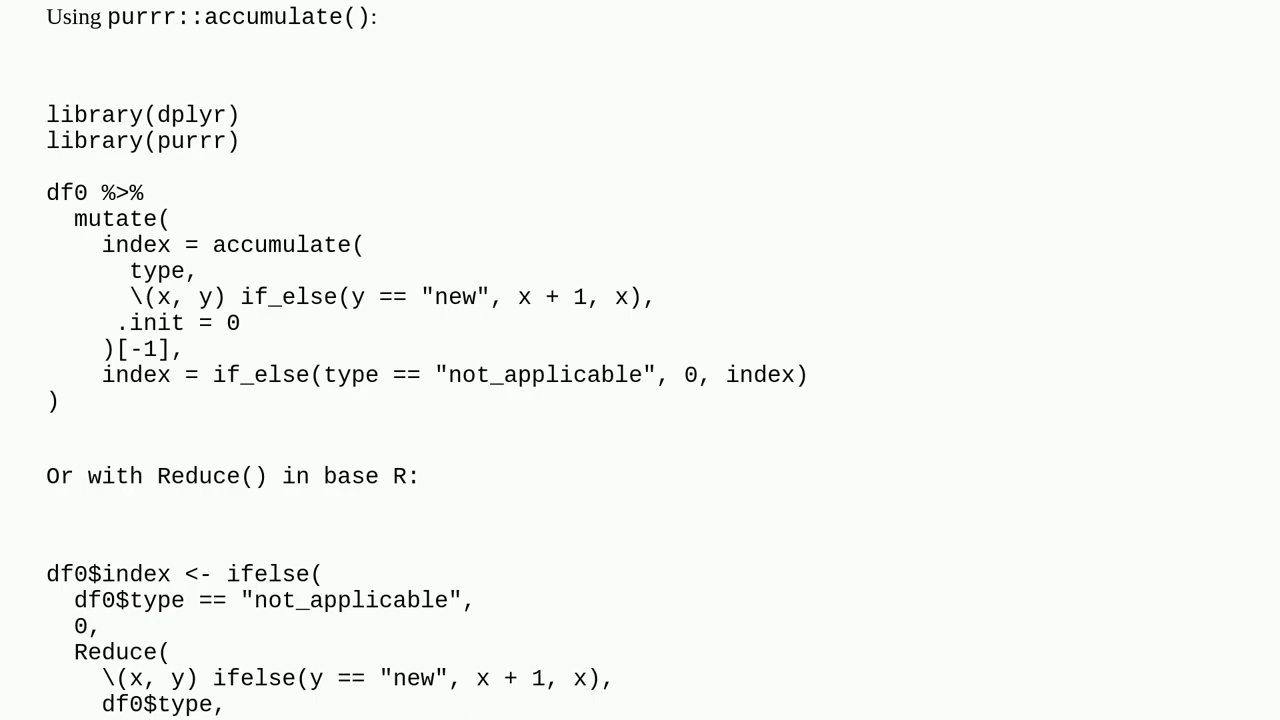 Using purrr::accumulate():
library(dplyr)
library(purrr)
df0 %>%
  mutate(
    index = accumulate(
      type,
      \(x, y) if_else(y == "new", x + 1, x),
     .init = 0
    )[-1],
    index = if_else(type == "not_applicable", 0, index)
)
Or with Reduce() in base R:
df0$index <- ifelse(
  df0$type == "not_applicable",
  0,
  Reduce(
    \(x, y) ifelse(y == "new", x + 1, x),
    df0$type,